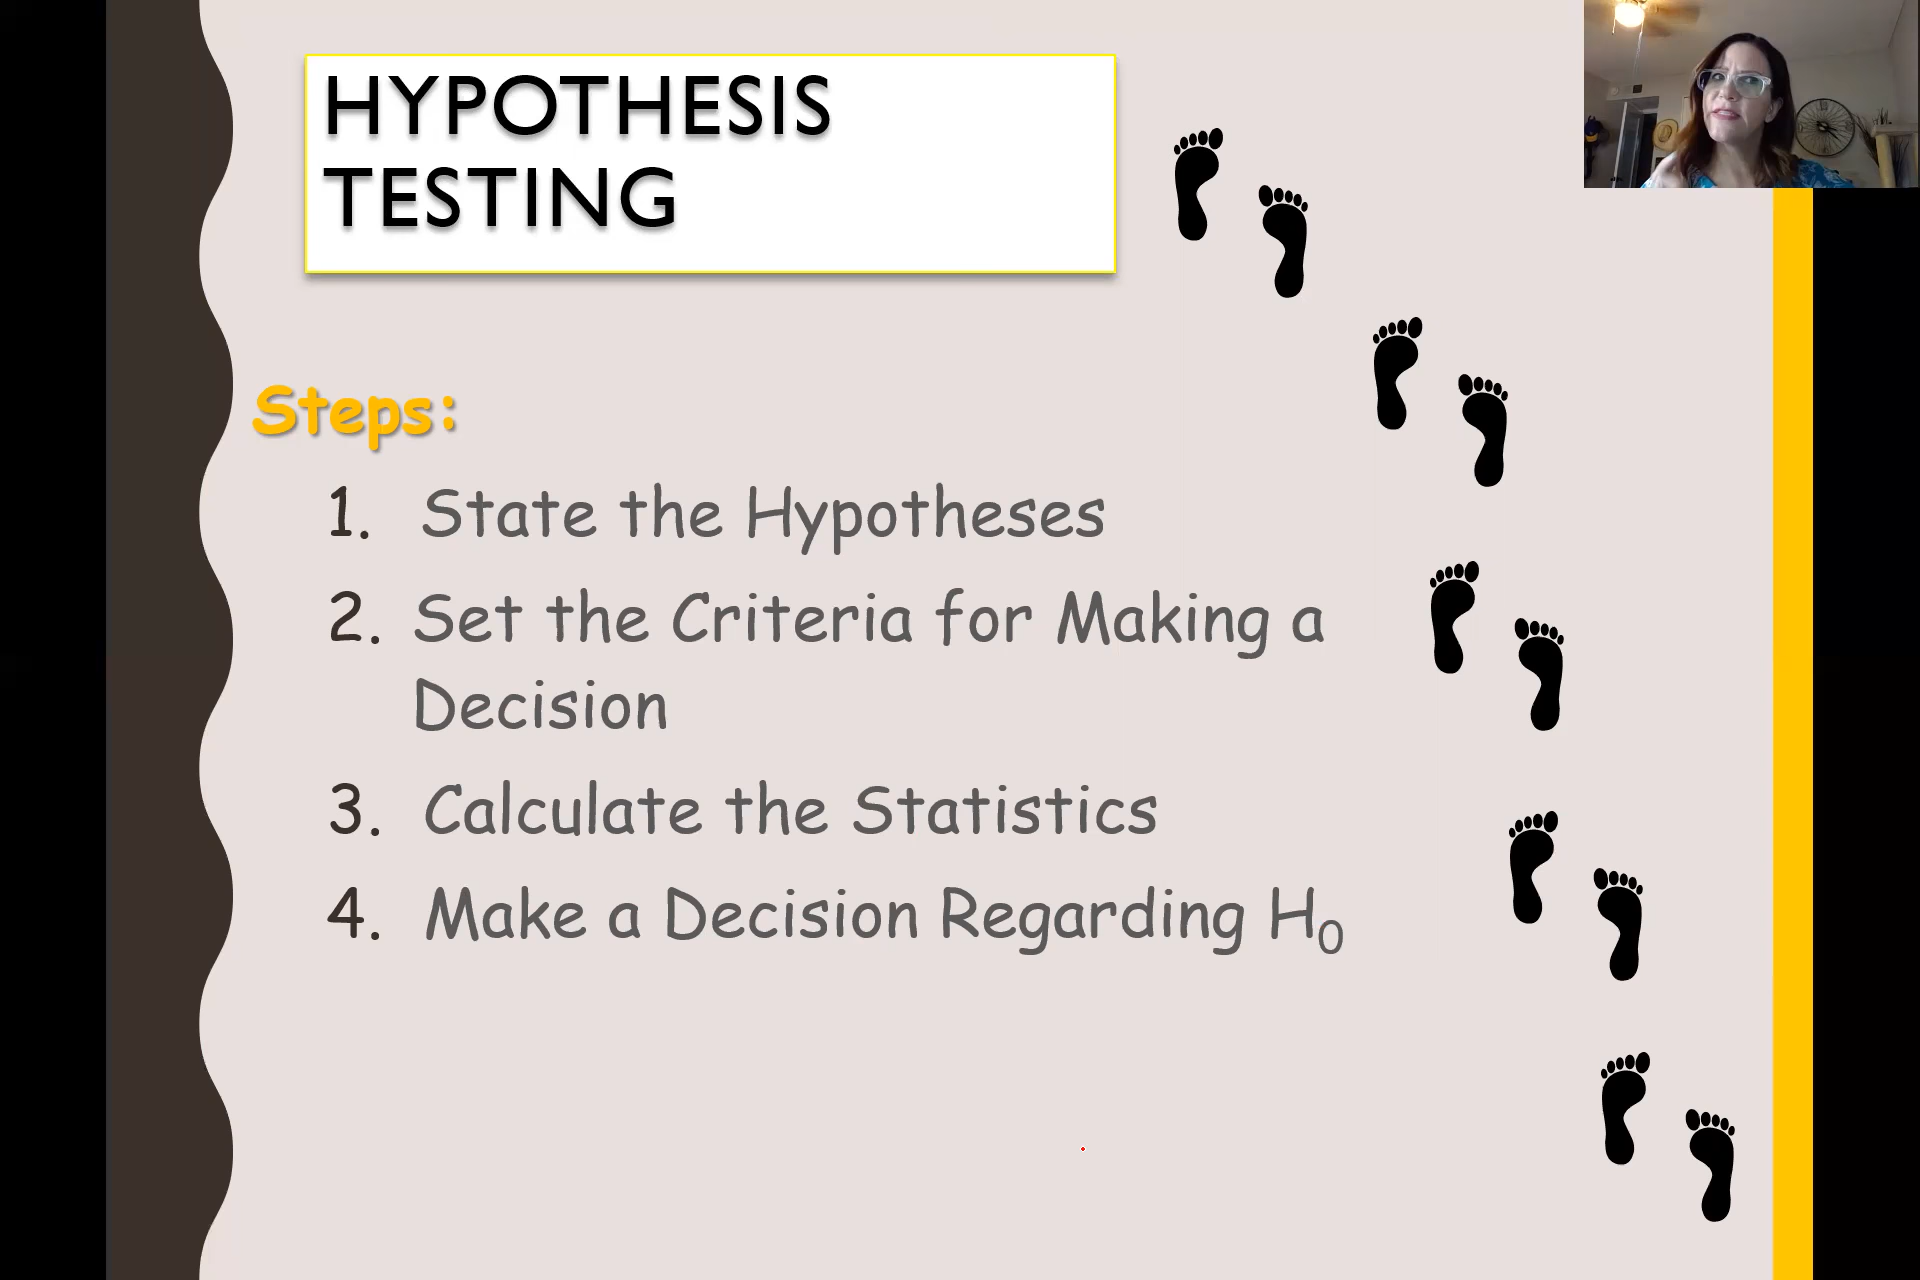 HYPOTHESIS
TESTING
Steps:
1. State the Hypotheses
2. Set the Criteria for Making a
Decision
3. Calculate the Statistics
4. Make a Decision Regarding H₀